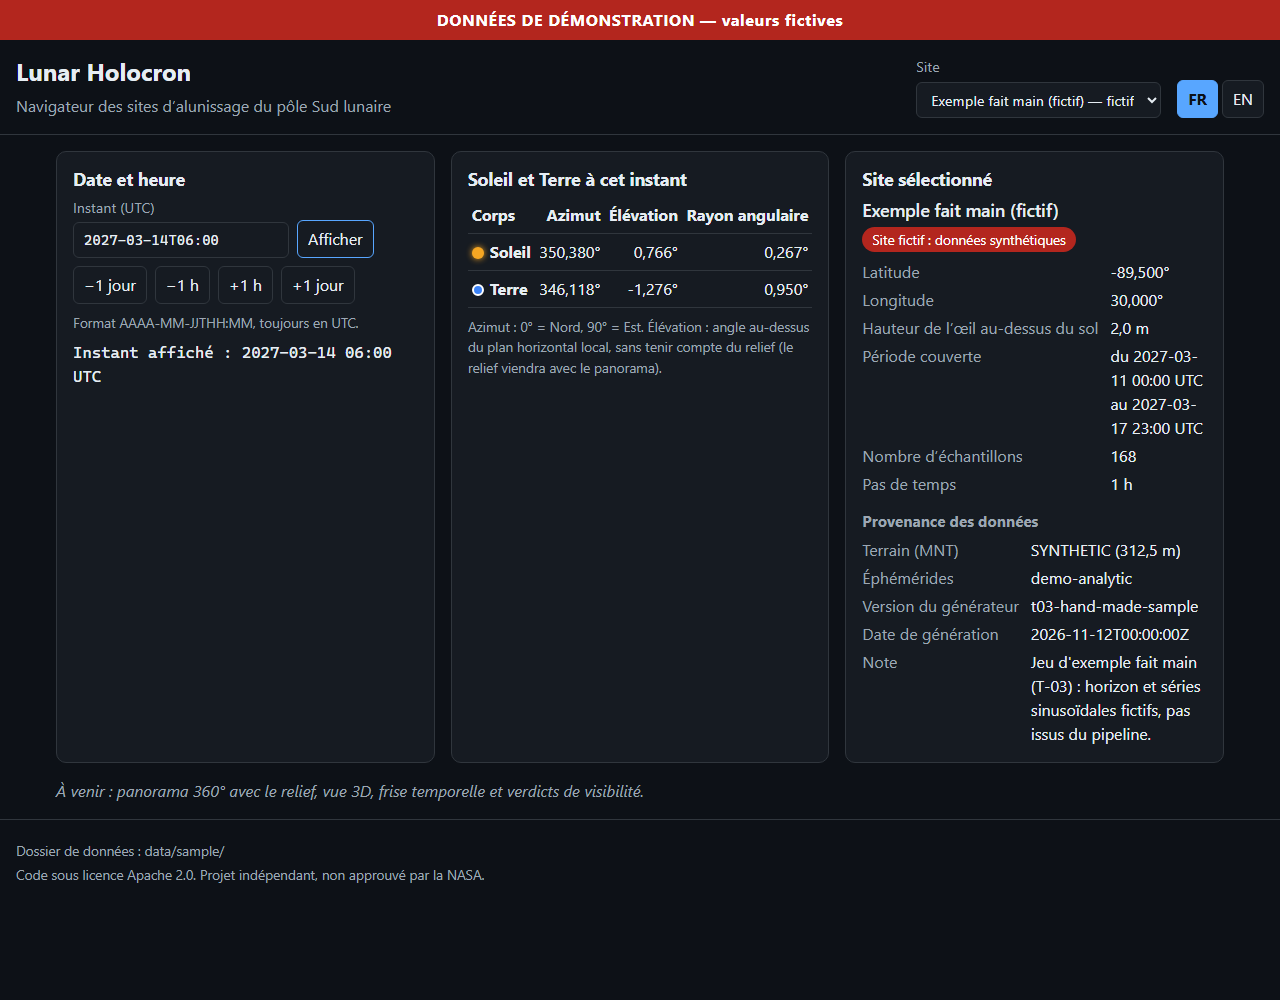 DONNÉES DE DÉMONSTRATION — valeurs fictives
Lunar Holocron
Navigateur des sites d’alunissage du pôle Sud lunaire
Site
Exemple fait main (fictif) — fictif
FR
EN
Date et heure
Instant (UTC)
2027-03-14T06:00
Afficher
−1 jour
−1 h
+1 h
+1 jour
Format AAAA-MM-JJTHH:MM, toujours en UTC.
Instant affiché : 2027-03-14 06:00
UTC
Soleil et Terre à cet instant
Corps Azimut Élévation Rayon angulaire
Soleil 350,380° 0,766° 0,267°
Terre 346,118° -1,276° 0,950°
Azimut : 0° = Nord, 90° = Est. Élévation : angle au-dessus
du plan horizontal local, sans tenir compte du relief (le
relief viendra avec le panorama).
Site sélectionné
Exemple fait main (fictif)
Site fictif : données synthétiques
Latitude -89,500°
Longitude 30,000°
Hauteur de l’œil au-dessus du sol 2,0 m
Période couverte du 2027-03-
11 00:00 UTC
au 2027-03-
17 23:00 UTC
Nombre d’échantillons 168
Pas de temps 1 h
Provenance des données
Terrain (MNT) SYNTHETIC (312,5 m)
Éphémérides demo-analytic
Version du générateur t03-hand-made-sample
Date de génération 2026-11-12T00:00:00Z
Note Jeu d'exemple fait main
(T-03) : horizon et séries
sinusoïdales fictifs, pas
issus du pipeline.
À venir : panorama 360° avec le relief, vue 3D, frise temporelle et verdicts de visibilité.
Dossier de données : data/sample/
Code sous licence Apache 2.0. Projet indépendant, non approuvé par la NASA.